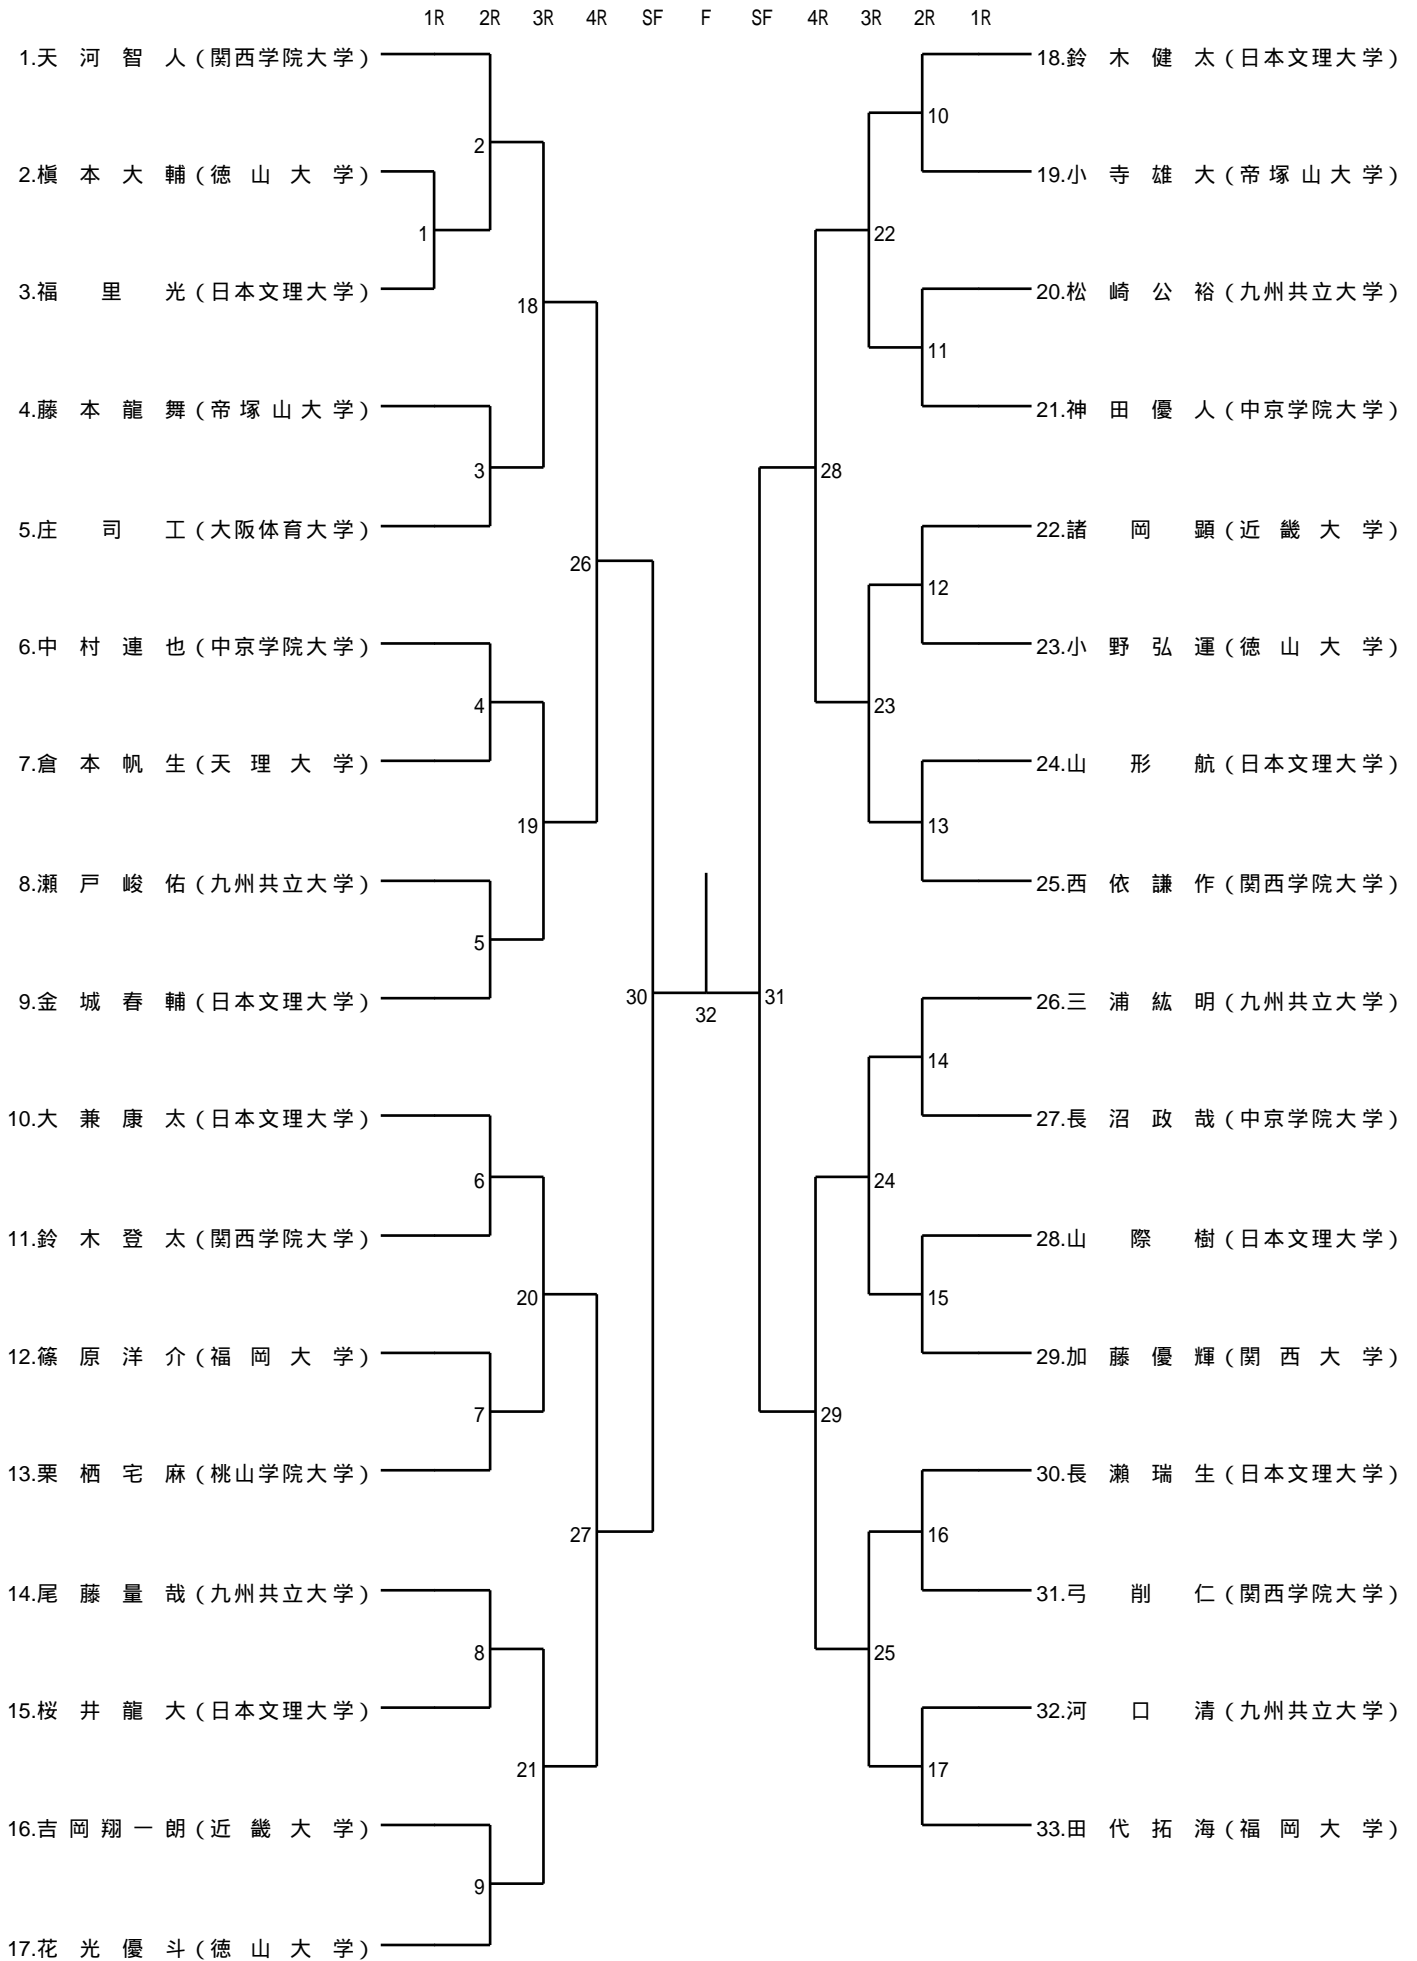 1R 2R 3R 4R SF F SF 4R 3R 2R 1R
1.天河智人(関西学院大学)
2.槇本大輔(徳山大学)
3.福里光(日本文理大学)
4.藤本龍舞(帝塚山大学)
5.庄司工(大阪体育大学)
6.中村連也(中京学院大学)
7.倉本帆生(天理大学)
8.瀬戸峻佑(九州共立大学)
9.金城春輔(日本文理大学)
10.大兼康太(日本文理大学)
11.鈴木登太(関西学院大学)
12.篠原洋介(福岡大学)
13.栗栖宅麻(桃山学院大学)
14.尾藤量哉(九州共立大学)
15.桜井龍大(日本文理大学)
16.吉岡翔一朗(近畿大学)
17.花光優斗(徳山大学)
1
2
3
4
5
6
7
8
9
18
19
20
21
26
27
30
32
31
28
29
22
23
24
25
10
11
12
13
14
15
16
17
18.鈴木健太(日本文理大学)
19.小寺雄大(帝塚山大学)
20.松崎公裕(九州共立大学)
21.神田優人(中京学院大学)
22.諸岡顕(近畿大学)
23.小野弘運(徳山大学)
24.山形航(日本文理大学)
25.西依謙作(関西学院大学)
26.三浦紘明(九州共立大学)
27.長沼政哉(中京学院大学)
28.山際樹(日本文理大学)
29.加藤優輝(関西大学)
30.長瀬瑞生(日本文理大学)
31.弓削仁(関西学院大学)
32.河口清(九州共立大学)
33.田代拓海(福岡大学)